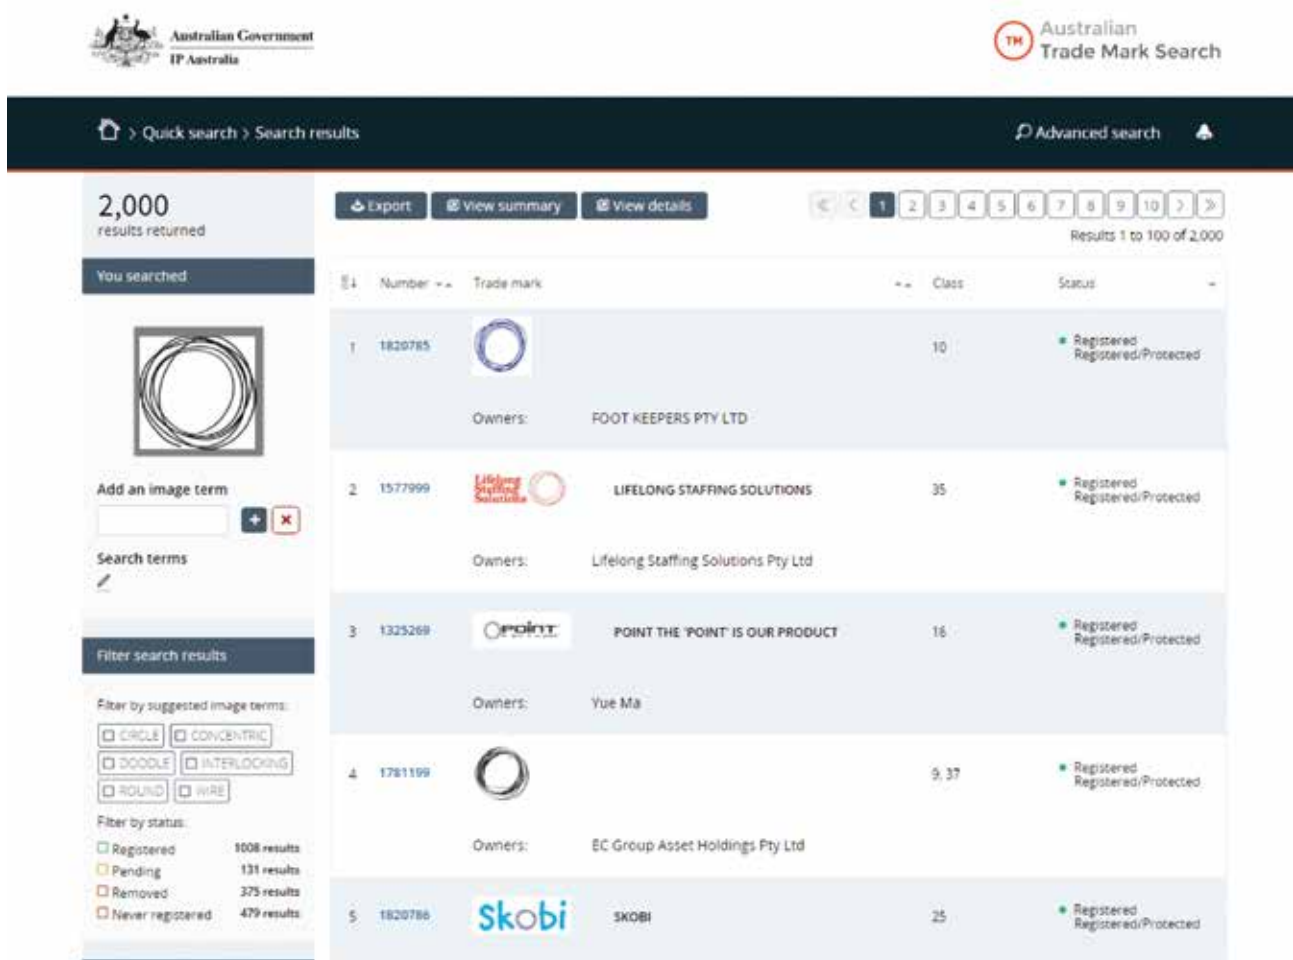 Australian Government
IP Australia
TM
Australian
Trade Mark Search
> Quick search > Search results
Advanced search
2,000
results returned
Export
View summary
View details
1 2 3 4 5 6 7 8 9 10
Results 1 to 100 of 2,000
You searched
Number
Trade mark
Class
Status
1 1820785 10 Registered
Registered/Protected
Owners: FOOT KEEPERS PTY LTD
Add an image term
Search terms
2 1577999 Lifelong Staffing Solutions LIFELONG STAFFING SOLUTIONS 35 Registered
Registered/Protected
Owners: Lifelong Staffing Solutions Pty Ltd
Filter search results
3 1325269 POINT POINT THE 'POINT' IS OUR PRODUCT 16 Registered
Registered/Protected
Owners: Yue Ma
Filter by suggested image terms:
CIRCLE CONCENTRIC
DOODLE INTERLOCKING
ROUND WIRE
4 1781199 9, 37 Registered
Registered/Protected
Owners: EC Group Asset Holdings Pty Ltd
Filter by status:
Registered 1008 results
Pending 131 results
Removed 375 results
Never registered 479 results
5 1820786 Skobi SKOBI 25 Registered
Registered/Protected